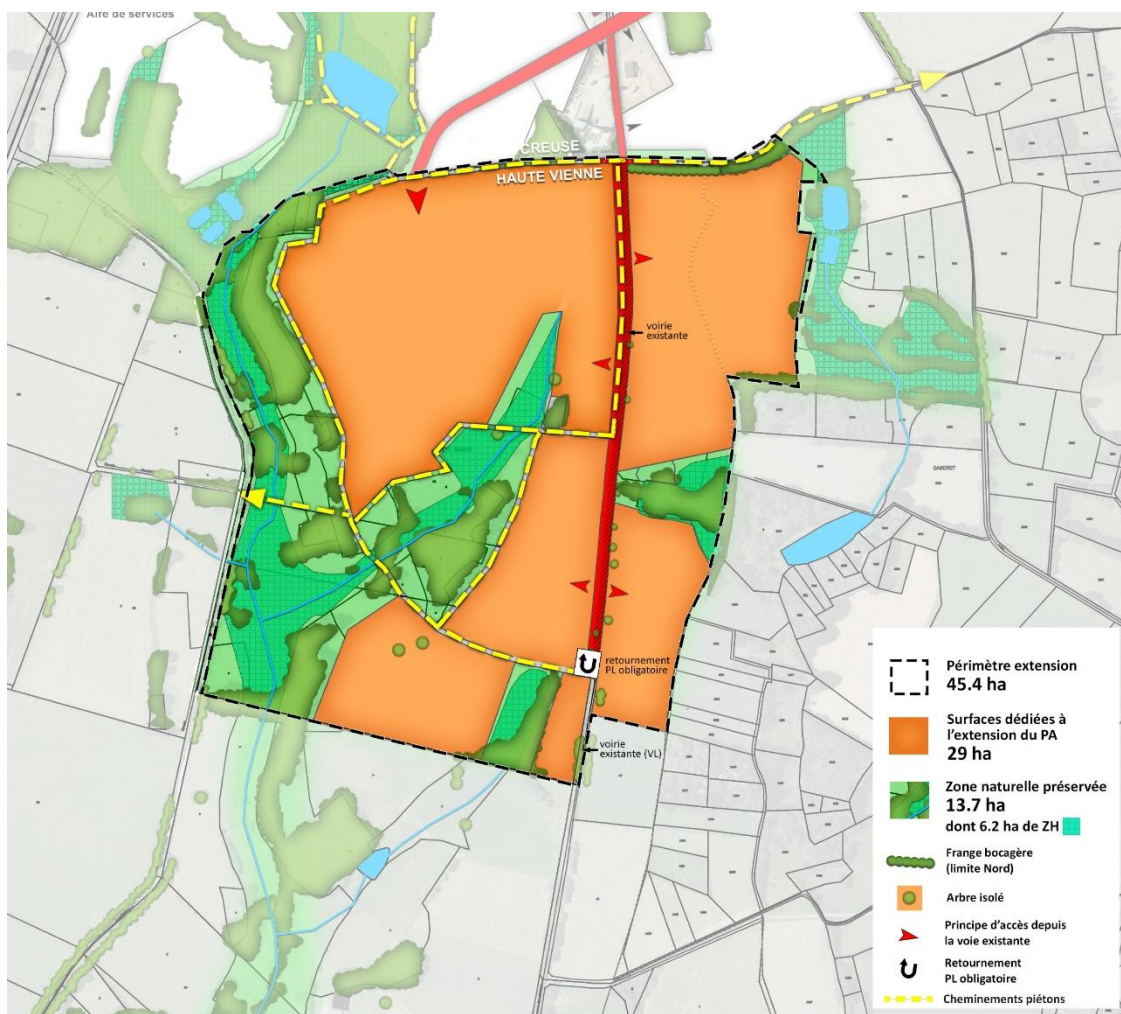 Aire de services
CREUSE
HAUTE VIENNE
voirie
existante
retournement
PL obligatoire
voirie
existante (VL)
Périmètre extension
45.4 ha
Surfaces dédiées à
l'extension du PA
29 ha
Zone naturelle préservée
13.7 ha
dont 6.2 ha de ZH
Frange bocagère
(limite Nord)
Arbre isolé
Principe d'accès depuis
la voie existante
Retournement
PL obligatoire
Cheminements piétons